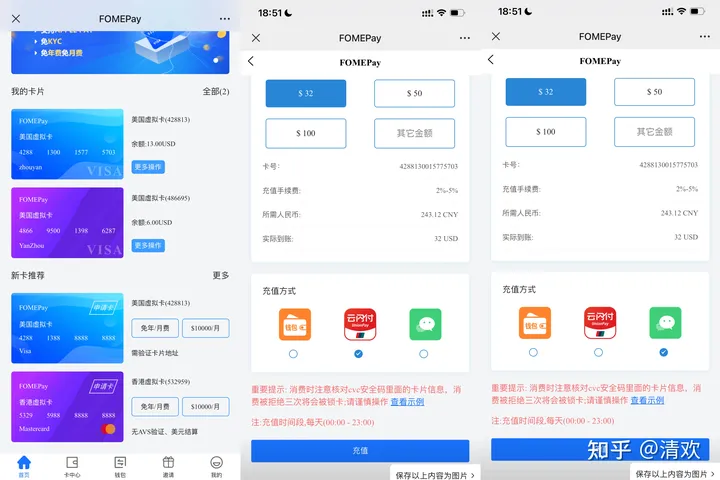 FOMEPay
免KYC
免年费免月费
我的卡片
全部(2)
FOMEPay
美国虚拟卡
4288 1300 1577 5703
zhouyan
VISA
美国虚拟卡(428813)
余额:13.00USD
更多操作
FOMEPay
美国虚拟卡
4866 9500 1398 6287
YanZhou
VISA
美国虚拟卡(486695)
余额:6.00USD
更多操作
新卡推荐
更多
FOMEPay
申请卡
美国虚拟卡
4288 1388 8888 8888
Visa
美国虚拟卡(428813)
免年/月费
$10000/月
需验证卡片地址
FOMEPay
申请卡
香港虚拟卡
5329 5988 8888 8888
Mastercard
香港虚拟卡(532959)
免年/月费
$10000/月
无AVS验证、美元结算
首页
卡中心
钱包
邀请
我的
18:51
FOMEPay
FOMEPay
$ 32
$ 50
$ 100
其它金额
卡号:
4288130015775703
充值手续费:
2%-5%
所需人民币:
243.12 CNY
实际到账:
32 USD
充值方式
钱包
云闪付
UnionPay
重要提示: 消费时注意核对cvc安全码里面的卡片信息，消
费被拒绝三次将会被锁卡;请谨慎操作 查看示例
注:充值时间段,每天(00:00 - 23:00)
充值
保存以上内容为图片 >
18:51
FOMEPay
FOMEPay
$ 32
$ 50
$ 100
其它金额
卡号:
4288130015775703
充值手续费:
2%-5%
所需人民币:
243.12 CNY
实际到账:
32 USD
充值方式
钱包
云闪付
UnionPay
重要提示: 消费时注意核对cvc安全码里面的卡片信息，消
费被拒绝三次将会被锁卡;请谨慎操作 查看示例
注:充值时间段,每天(00:00 - 23:00)
知乎 @清欢
保存以上内容为图片 >